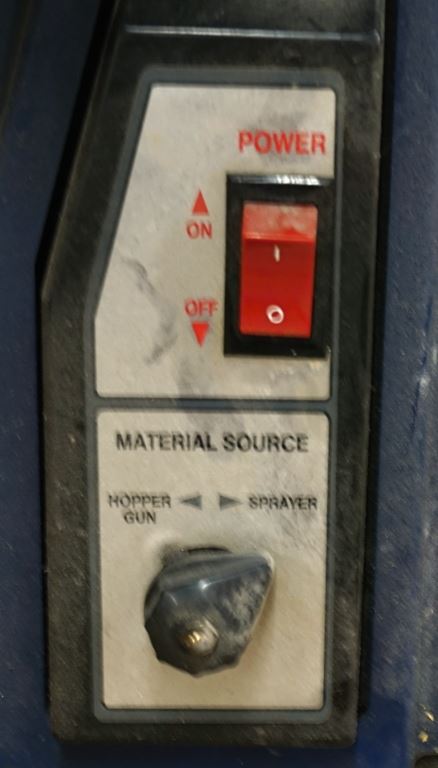 POWER
▲
ON
I
OFF
▼
O
MATERIAL SOURCE
HOPPER ◄ ► SPRAYER
GUN